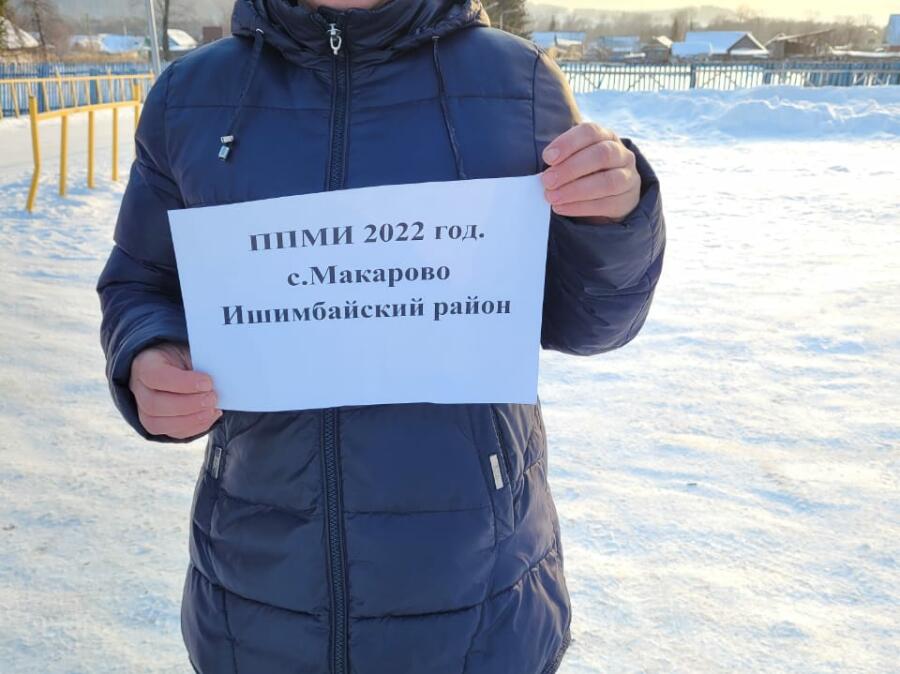 ППМИ 2022 год.
с.Макарово
Ишимбайский район